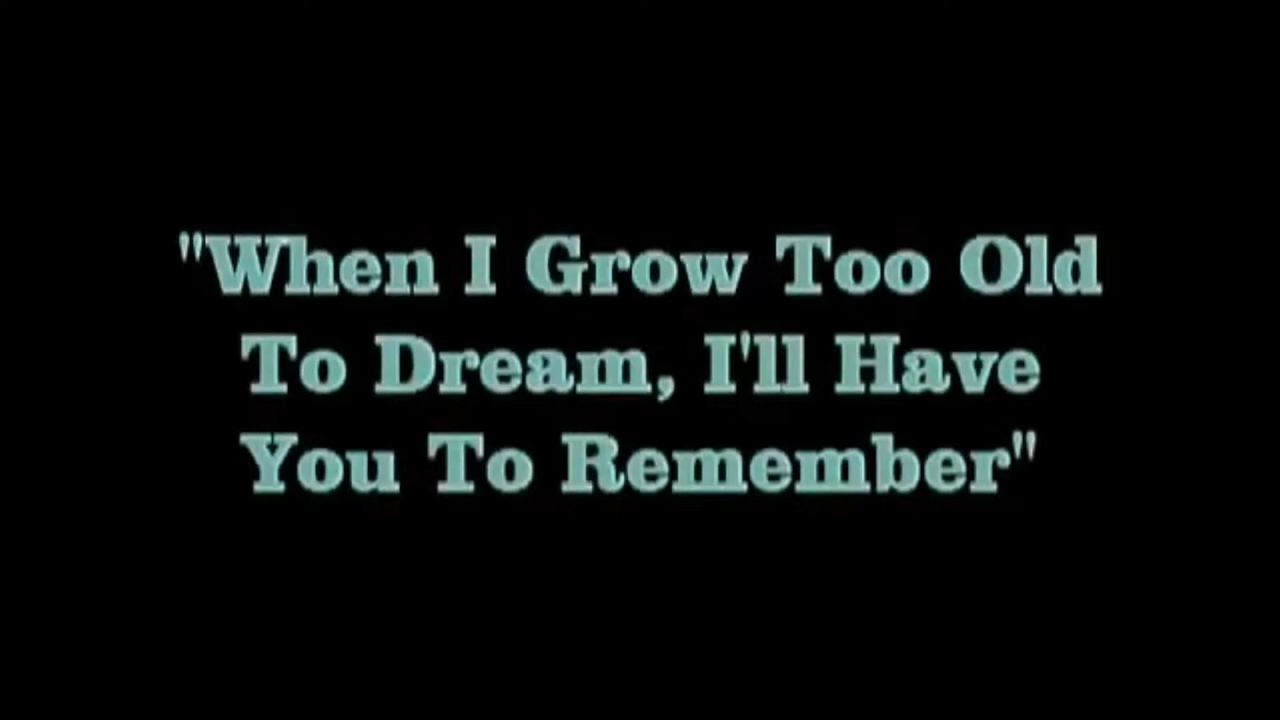 "When I Grow Too Old
To Dream, I'll Have
You To Remember"